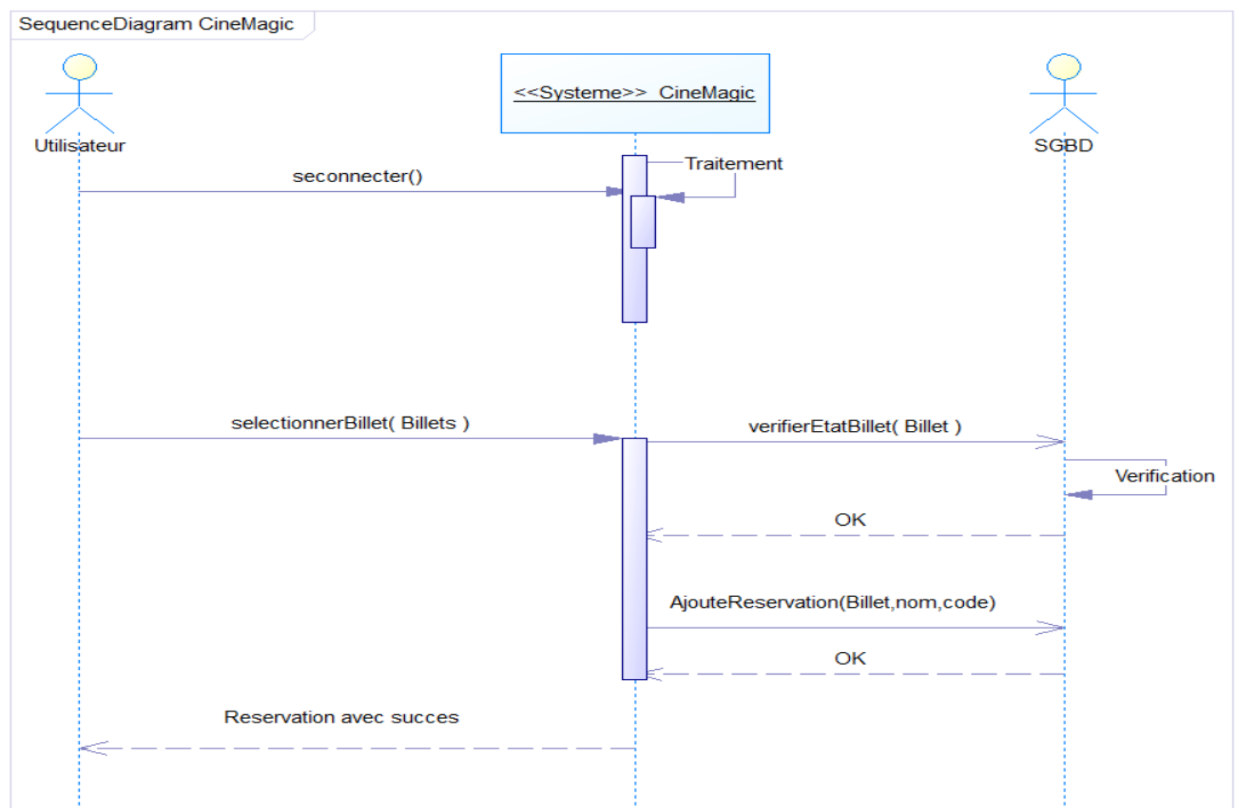 SequenceDiagram CineMagic
<<Systeme>> CineMagic
Utilisateur
SGBD
Traitement
seconnecter()
selectionnerBillet( Billets )
verifierEtatBillet( Billet )
Verification
OK
AjouteReservation(Billet,nom,code)
OK
Reservation avec succes